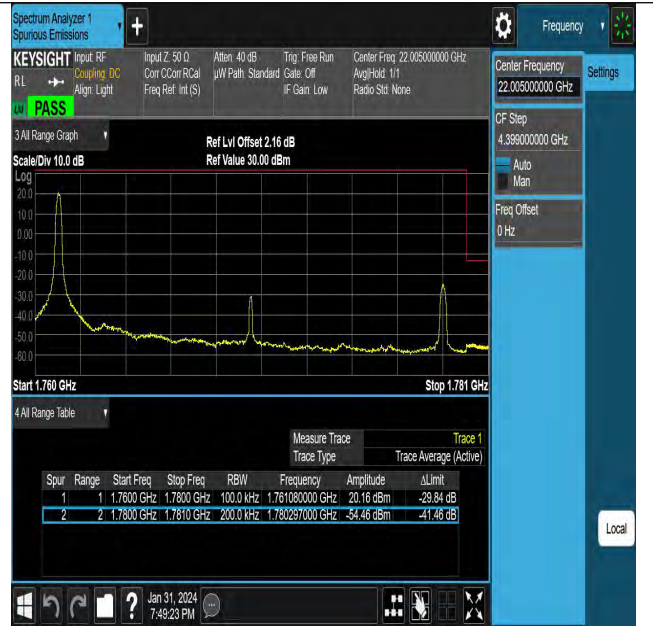 Spectrum Analyzer 1
Spurious Emissions
Frequency
KEYSIGHT
Input: RF
Coupling: DC
Align: Light
Input Z: 50 Ω
Corr CCorr RCal
Freq Ref: Int (S)
Atten: 40 dB
µW Path: Standard
Trig: Free Run
Gate: Off
IF Gain: Low
Center Freq: 22.005000000 GHz
Avg|Hold: 1/1
Radio Std: None
RL
PASS
Center Frequency
22.005000000 GHz
Settings
CF Step
4.399000000 GHz
Auto
Man
Freq Offset
0 Hz
3 All Range Graph
Ref Lvl Offset 2.16 dB
Scale/Div 10.0 dB
Ref Value 30.00 dBm
Log
20.0
10.0
0.00
-10.0
-20.0
-30.0
-40.0
-50.0
-60.0
Start 1.760 GHz
Stop 1.781 GHz
4 All Range Table
Measure Trace
Trace 1
Trace Type
Trace Average (Active)
Spur Range Start Freq Stop Freq RBW Frequency Amplitude ΔLimit
1 1 1.7600 GHz 1.7800 GHz 100.0 kHz 1.761080000 GHz 20.16 dBm -29.84 dB
2 2 1.7800 GHz 1.7810 GHz 200.0 kHz 1.780297000 GHz -54.46 dBm -41.46 dB
Local
?
Jan 31, 2024
7:49:23 PM